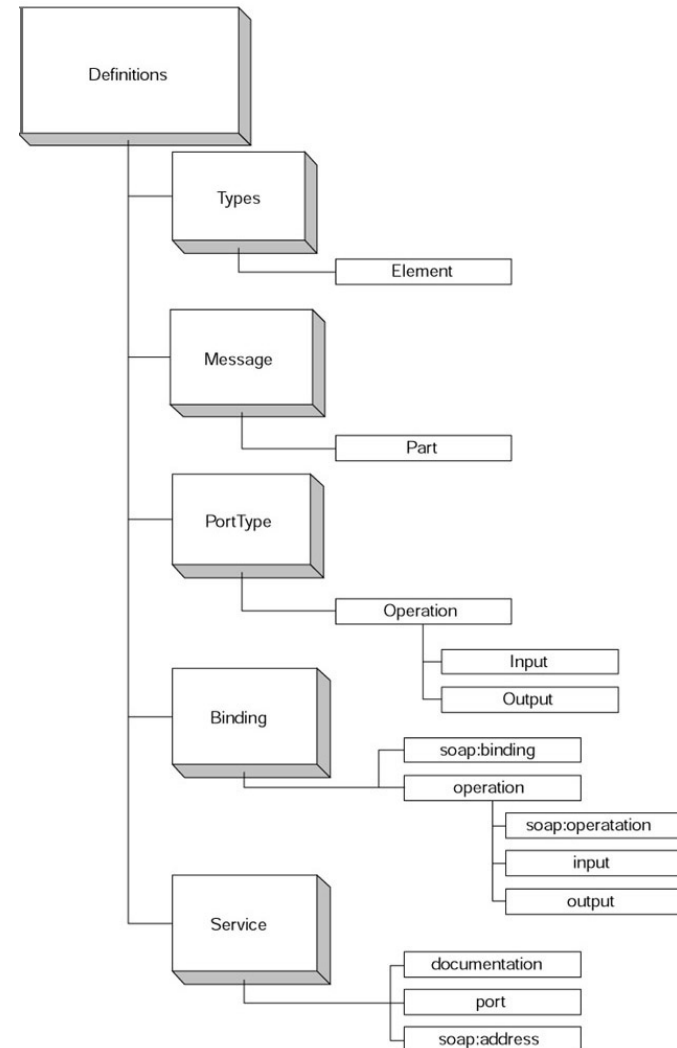 Definitions
Types
Element
Message
Part
PortType
Operation
Input
Output
Binding
soap:binding
operation
soap:operatation
input
output
Service
documentation
port
soap:address